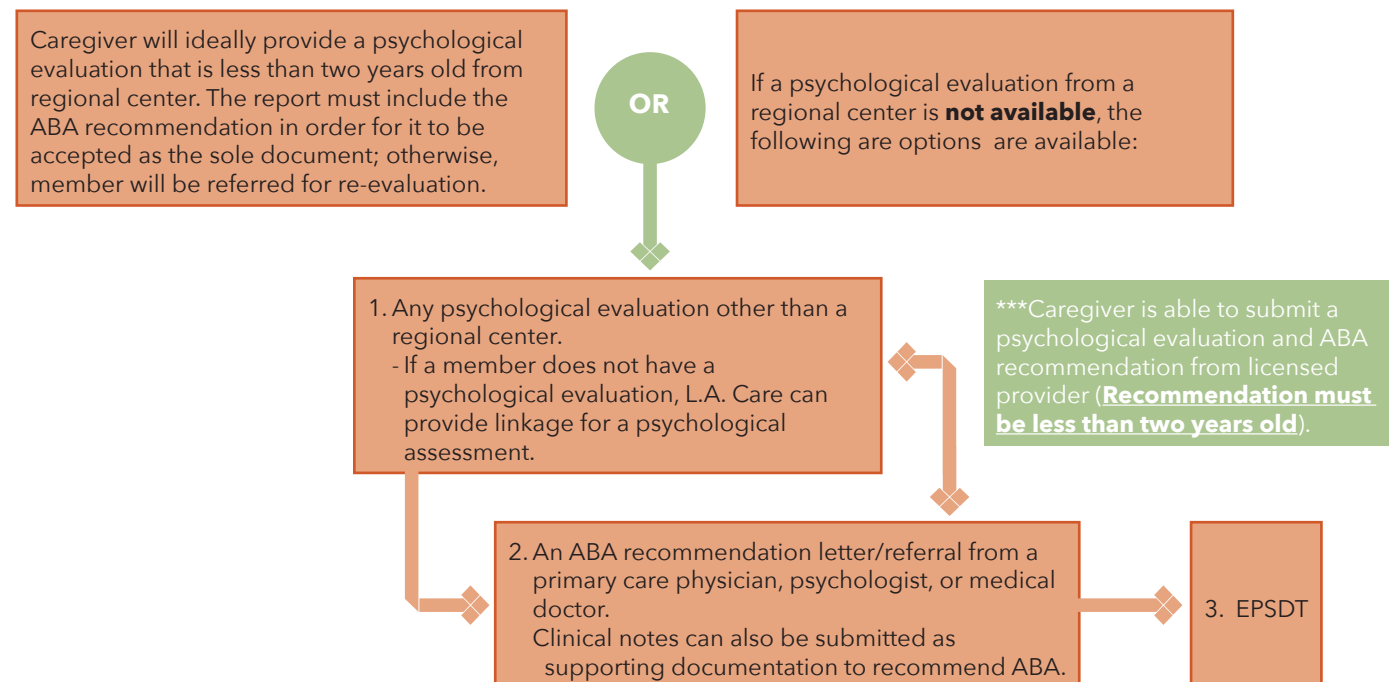 Caregiver will ideally provide a psychological
evaluation that is less than two years old from
regional center. The report must include the
ABA recommendation in order for it to be
accepted as the sole document; otherwise,
member will be referred for re-evaluation.
OR
If a psychological evaluation from a
regional center is not available, the
following are options  are available:
1. Any psychological evaluation other than a
regional center.
- If a member does not have a
psychological evaluation, L.A. Care can
provide linkage for a psychological
assessment.
***Caregiver is able to submit a
psychological evaluation and ABA
recommendation from licensed
provider (Recommendation must
be less than two years old).
2. An ABA recommendation letter/referral from a
primary care physician, psychologist, or medical
doctor.
Clinical notes can also be submitted as
supporting documentation to recommend ABA.
3. EPSDT